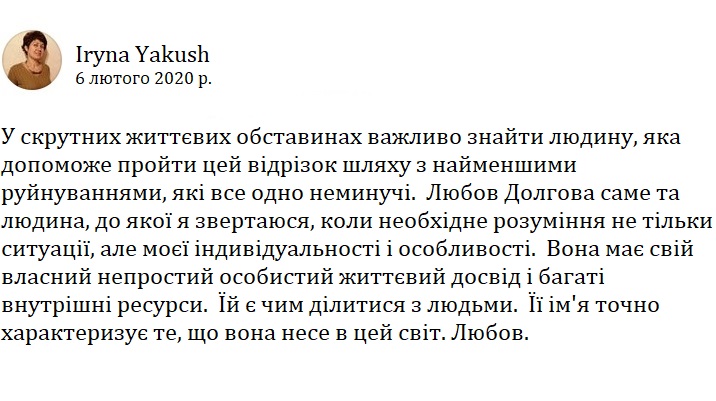 Iryna Yakush
6 лютого 2020 р.
У скрутних життєвих обставинах важливо знайти людину, яка
допоможе пройти цей відрізок шляху з найменшими
руйнуваннями, які все одно неминучі.  Любов Долгова саме та
людина, до якої я звертаюся, коли необхідне розуміння не тільки
ситуації, але моєї індивідуальності і особливості.  Вона має свій
власний непростий особистий життєвий досвід і багаті
внутрішні ресурси.  Їй є чим ділитися з людьми.  Її ім'я точно
характеризує те, що вона несе в цей світ. Любов.